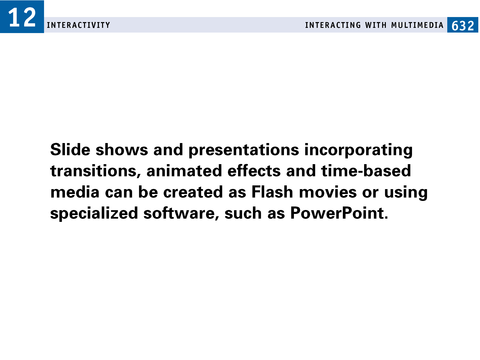 12
INTERACTIVITY
INTERACTING WITH MULTIMEDIA
632
Slide shows and presentations incorporating
transitions, animated effects and time-based
media can be created as Flash movies or using
specialized software, such as PowerPoint.